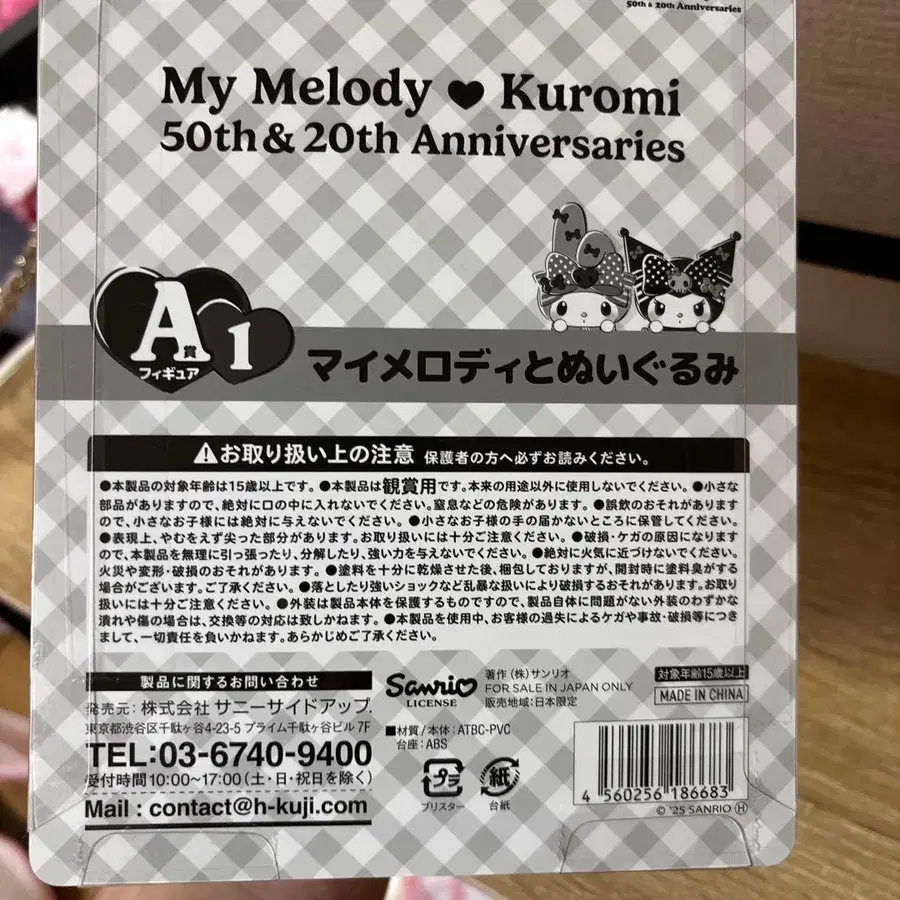 50th & 20th Anniversaries
My Melody ♥ Kuromi
50th & 20th Anniversaries
A賞
フィギュア
1
マイメロディとぬいぐるみ
⚠お取り扱い上の注意 保護者の方へ必ずお読みください。
●本製品の対象年齢は15歳以上です。●本製品は観賞用です。本来の用途以外に使用しないでください。●小さな
部品がありますので、絶対に口の中に入れないでください。窒息などの危険があります。●誤飲のおそれがあります
ので、小さなお子様には絶対に与えないでください。●小さなお子様の手の届かないところに保管してください。
●表現上、やむをえず尖った部分があります。お取り扱いには十分ご注意ください。●破損・ケガの原因になります
ので、本製品を無理に引っ張ったり、分解したり、強い力を与えないでください。●絶対に火気に近づけないでください。
火災や変形・破損のおそれがあります。●塗料を十分に乾燥させた後、梱包しておりますが、開封時に塗料臭がする
場合がございます。ご了承ください。●落としたり強いショックなど乱暴な扱いにより破損するおそれがあります。お取り
扱いには十分ご注意ください。●外装は製品本体を保護するものですので、製品自体に問題がない外装のわずかな
潰れや傷の場合は、交換等の対応は致しかねます。●本製品を使用中、お客様の過失によるケガや事故・破損等につき
まして、一切責任を負いかねます。あらかじめご了承ください。
製品に関するお問い合わせ
発売元：株式会社 サニーサイドアップ
東京都渋谷区千駄ヶ谷4-23-5 プライム千駄ヶ谷ビル 7F
TEL:03-6740-9400
受付時間 10:00~17:00 (土・日・祝日を除く)
Mail : contact@h-kuji.com
Sanrio
LICENSE
著作 (株)サンリオ
FOR SALE IN JAPAN ONLY
販売地域:日本限定
対象年齢15歳以上
MADE IN CHINA
■材質/本体:ATBC-PVC
台座:ABS
プラ
ブリスター
紙
台紙
4 560256 186683
© '25 SANRIO Ⓗ